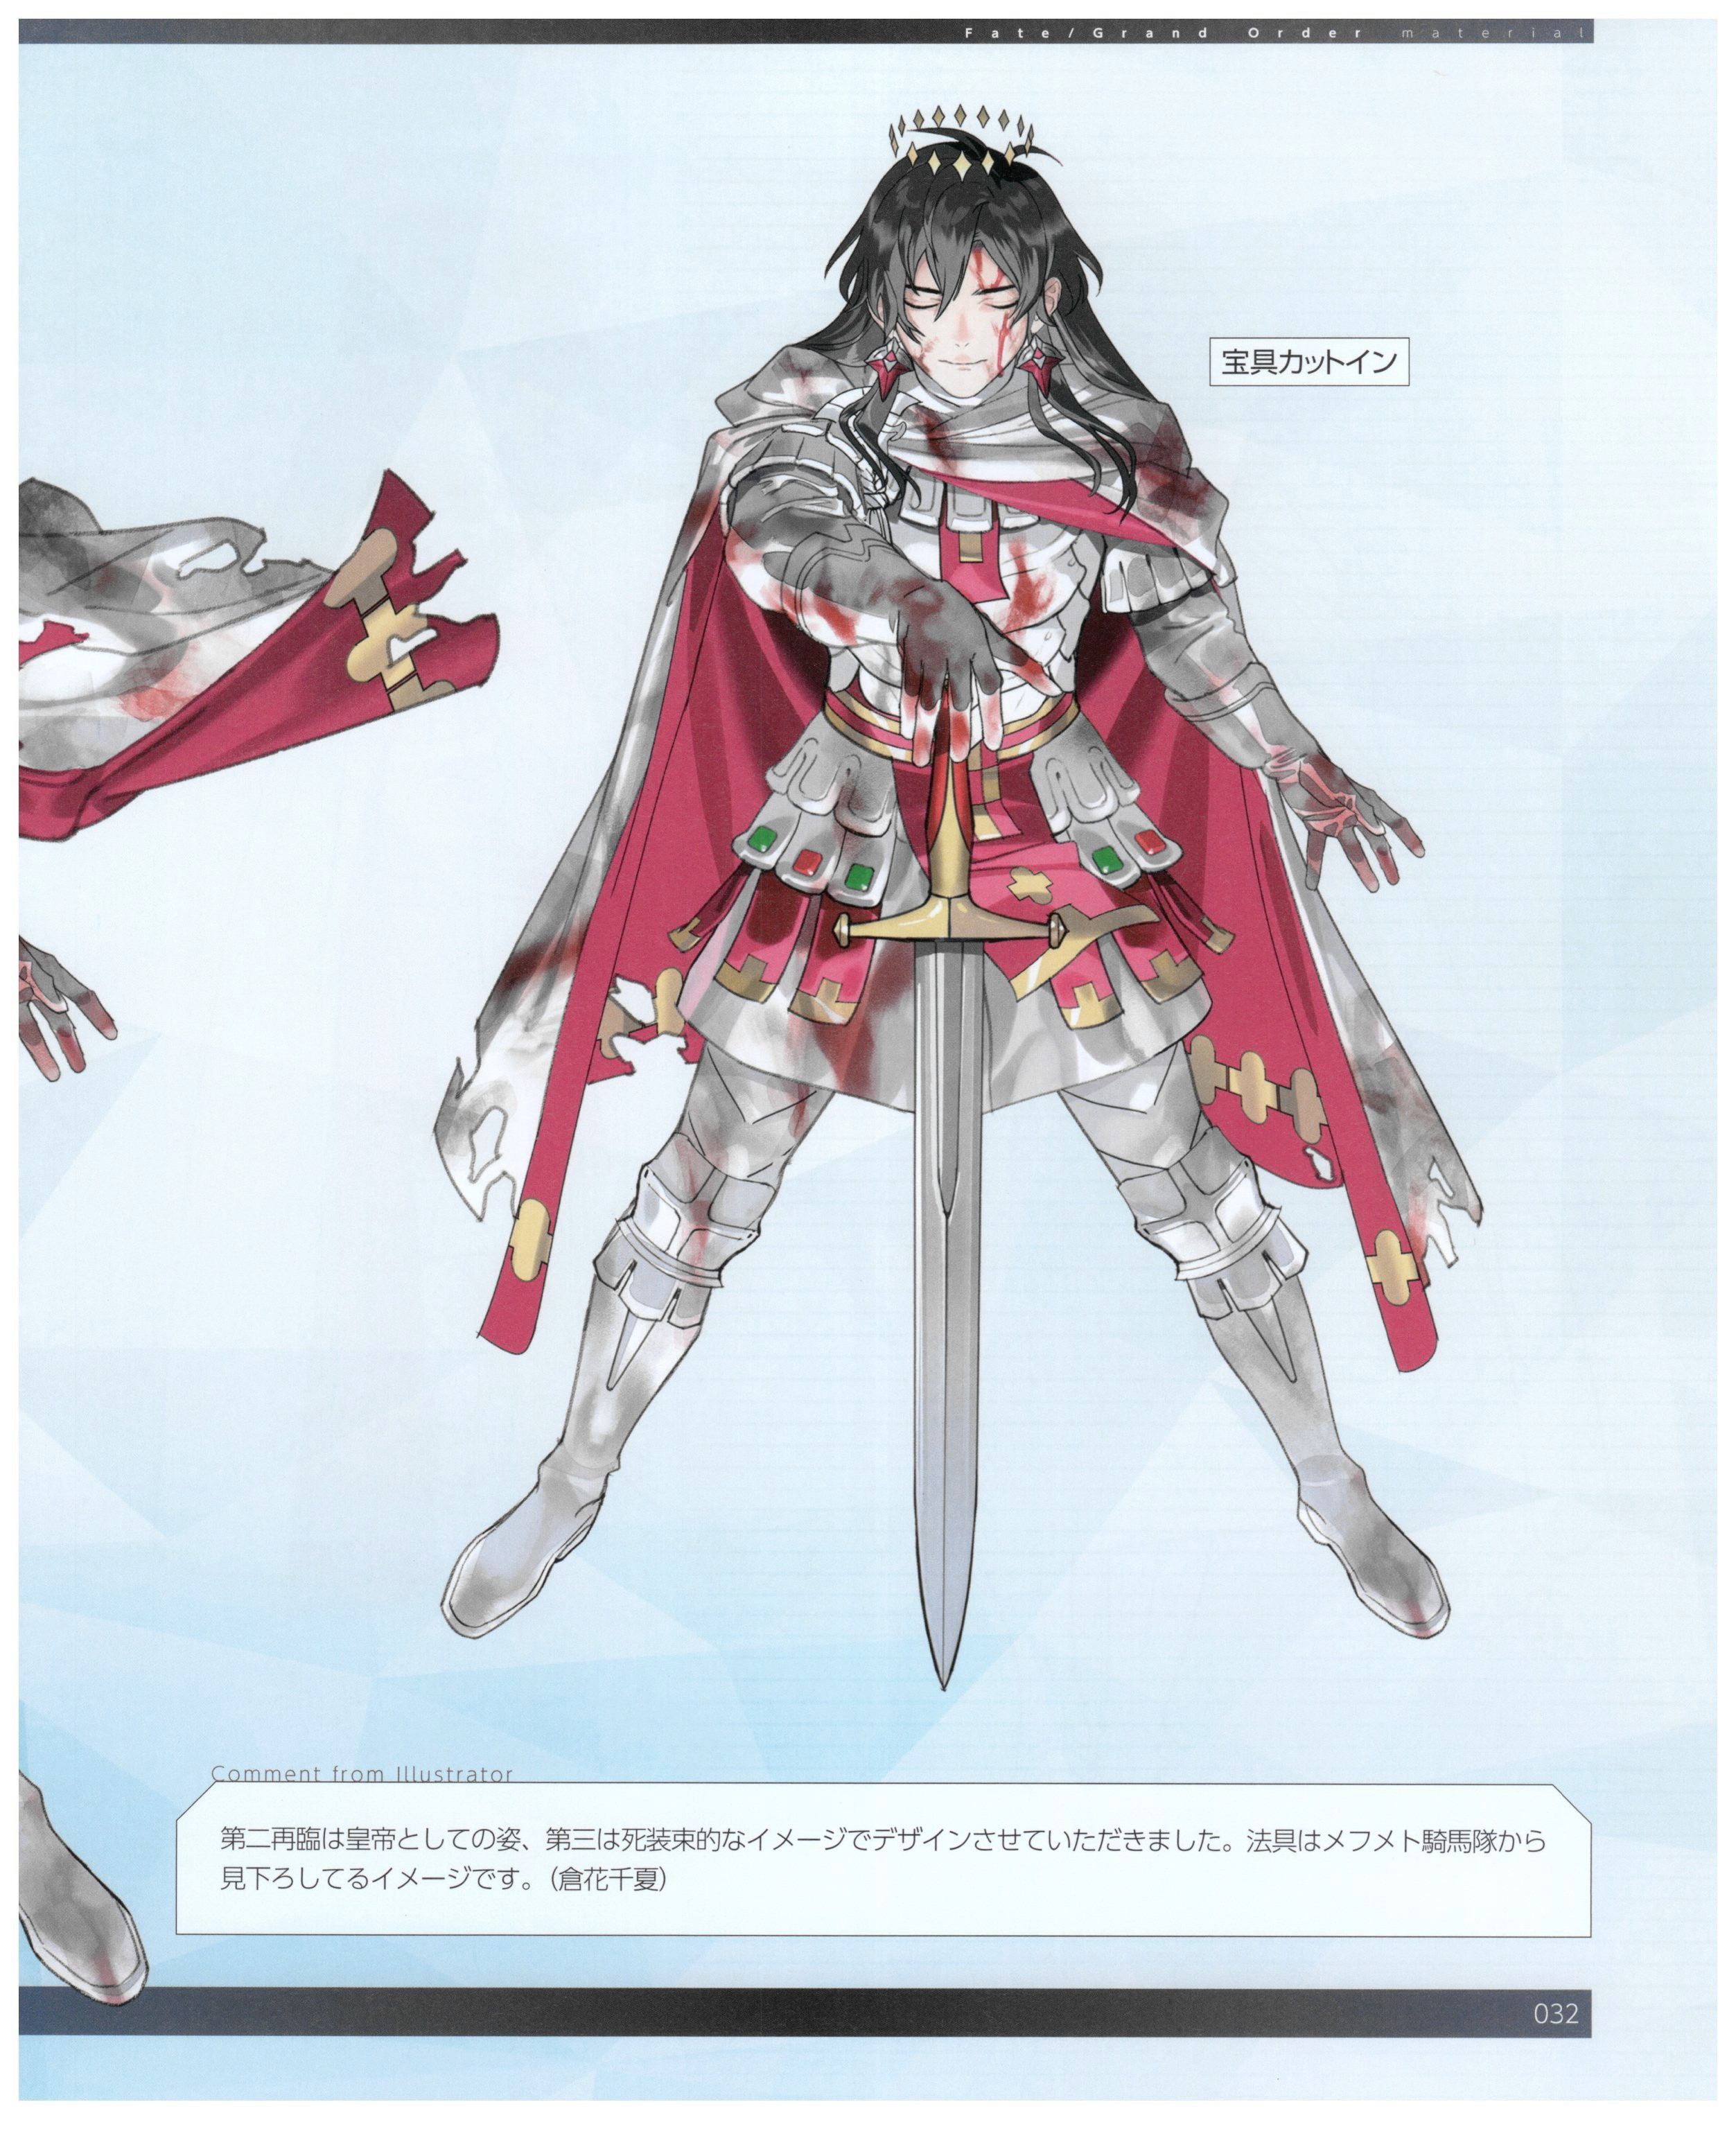 Fate/Grand Order material
宝具カットイン
Comment from Illustrator
第二再臨は皇帝としての姿、第三は死装束的なイメージでデザインさせていただきました。法具はメフメト騎馬隊から
見下ろしてるイメージです。（倉花千夏）
032